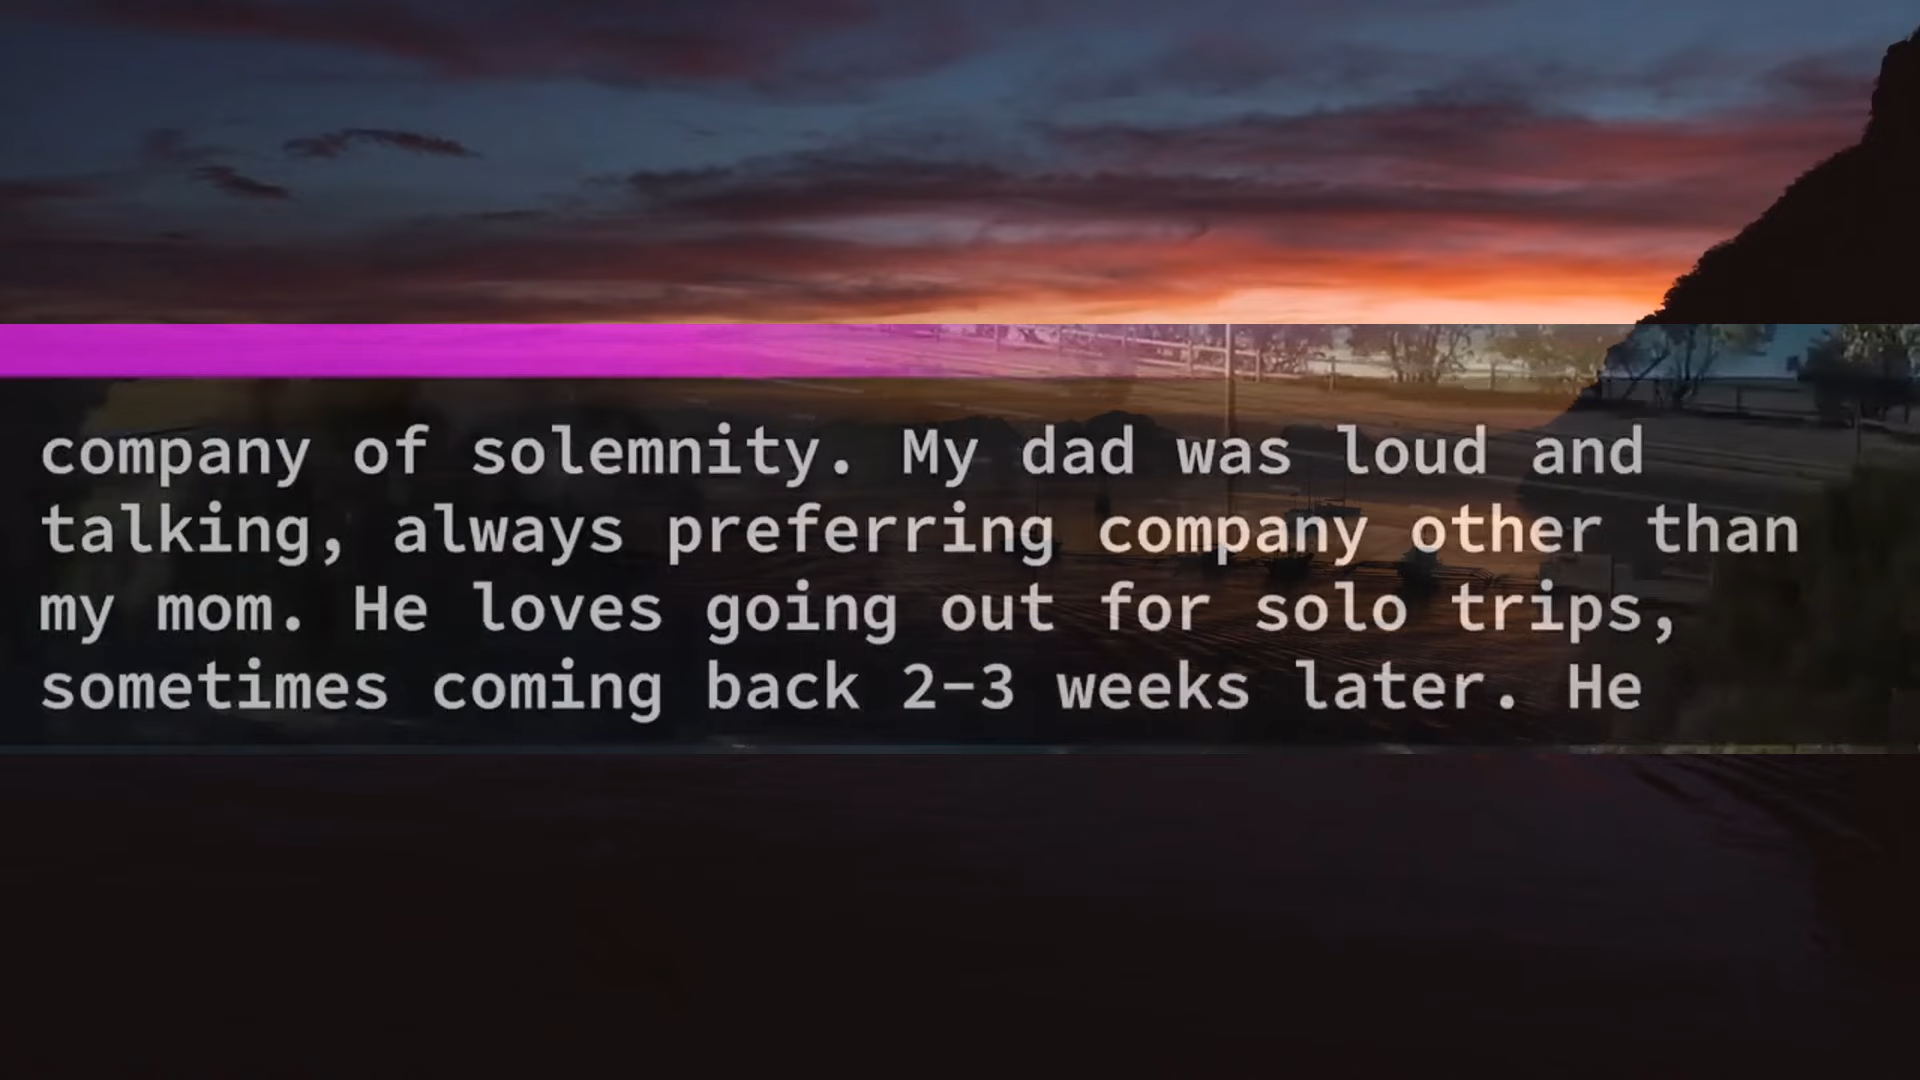 company of solemnity. My dad was loud and
talking, always preferring company other than
my mom. He loves going out for solo trips,
sometimes coming back 2-3 weeks later. He